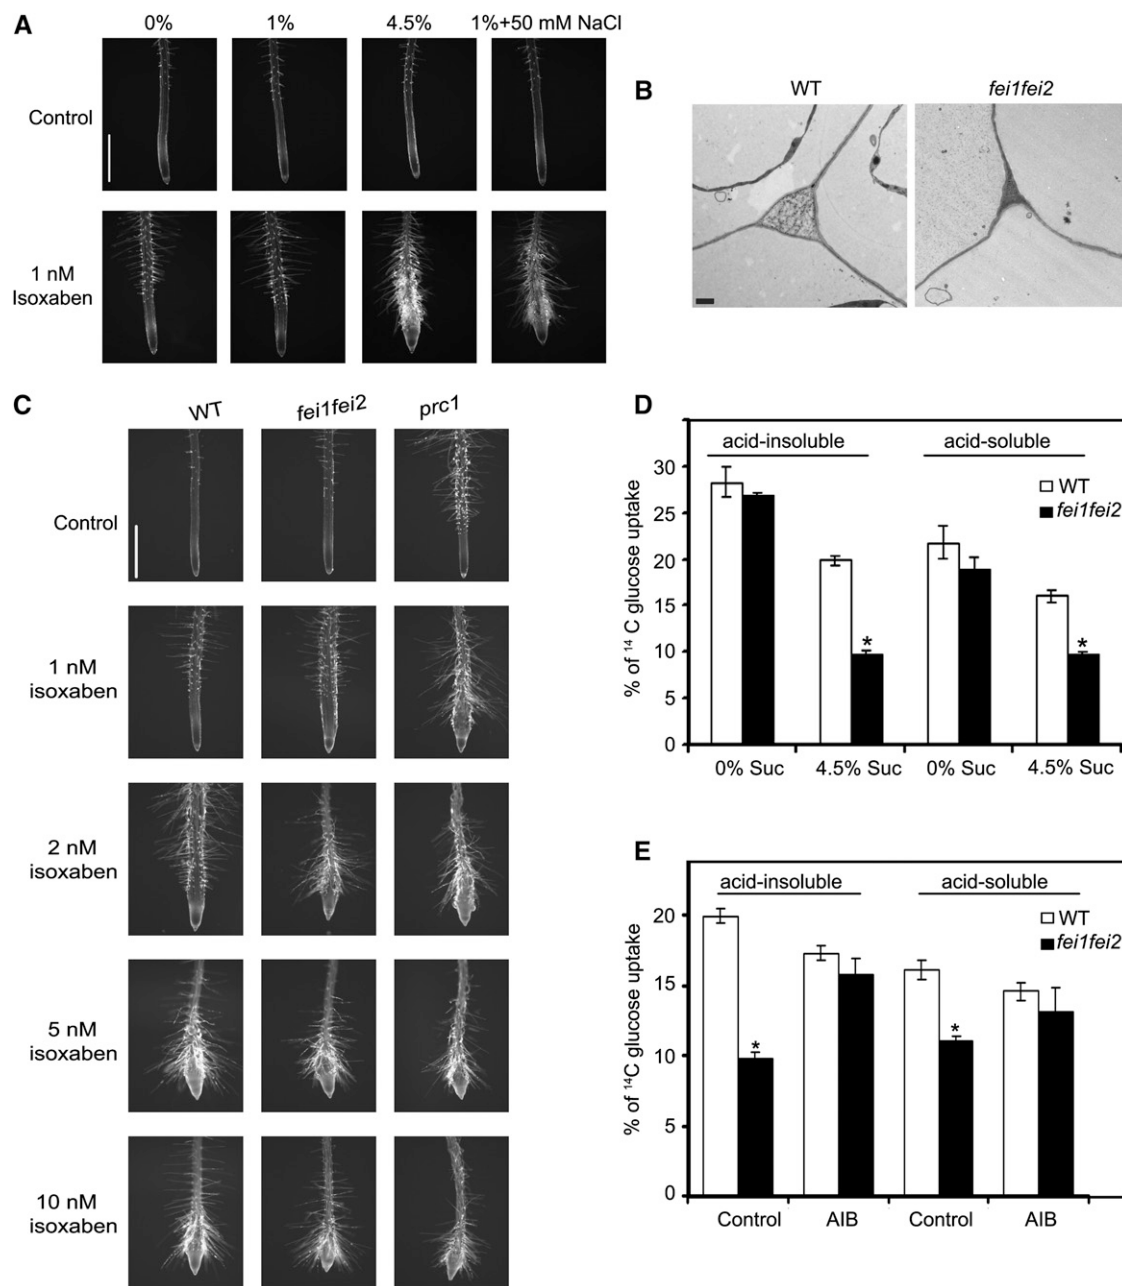 A
0% 1% 4.5% 1%+50 mM NaCl
Control
1 nM
Isoxaben
B
WT fei1fei2
C
WT fei1fei2 prc1
Control
1 nM
isoxaben
2 nM
isoxaben
5 nM
isoxaben
10 nM
isoxaben
D
acid-insoluble acid-soluble
WT
fei1fei2
% of 14 C glucose uptake
30
25
20
15
10
5
0
* *
0% Suc 4.5% Suc 0% Suc 4.5% Suc
E
acid-insoluble acid-soluble
WT
fei1fei2
% of 14C glucose uptake
20
15
10
5
0
* *
Control AIB Control AIB